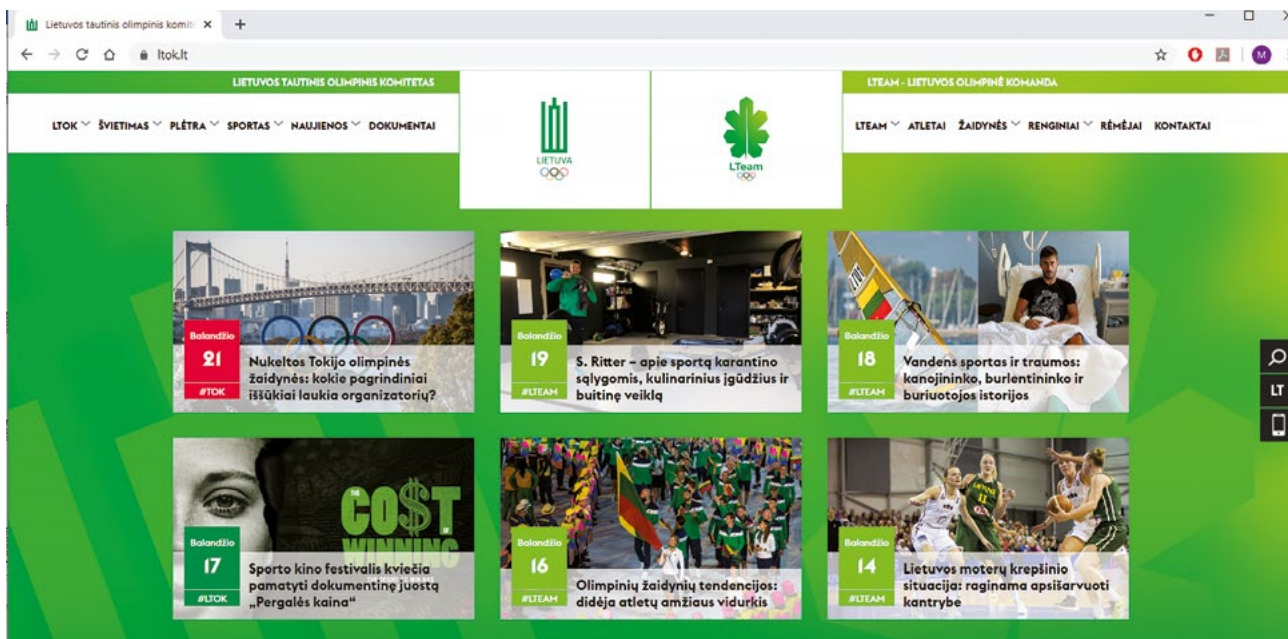 Lietuvos tautinis olimpinis komite
ltok.lt
M
LIETUVOS TAUTINIS OLIMPINIS KOMITETAS
LTEAM - LIETUVOS OLIMPINĖ KOMANDA
LTOK ŠVIETIMAS PLĖTRA SPORTAS NAUJIENOS DOKUMENTAI
LIETUVA
LTeam
LTEAM ATLETAI ŽAIDYNĖS RENGINIAI RĖMĖJAI KONTAKTAI
Balandžio
21
#TOK
Nukeltos Tokijo olimpinės
žaidynės: kokie pagrindiniai
iššūkiai laukia organizatorių?
Balandžio
19
#LTEAM
S. Ritter – apie sportą karantino
sąlygomis, kulinarinius įgūdžius ir
buitinę veiklą
Balandžio
18
#LTEAM
Vandens sportas ir traumos:
kanojininko, burlentininko ir
buriuotojos istorijos
LT
THE
CO$T
OF
WINNING
Balandžio
17
#LTOK
Sporto kino festivalis kviečia
pamatyti dokumentinę juostą
„Pergalės kaina“
Balandžio
16
#LTEAM
Olimpinių žaidynių tendencijos:
didėja atletų amžiaus vidurkis
11
Balandžio
14
#LTEAM
Lietuvos moterų krepšinio
situacija: raginama apsišarvuoti
kantrybe